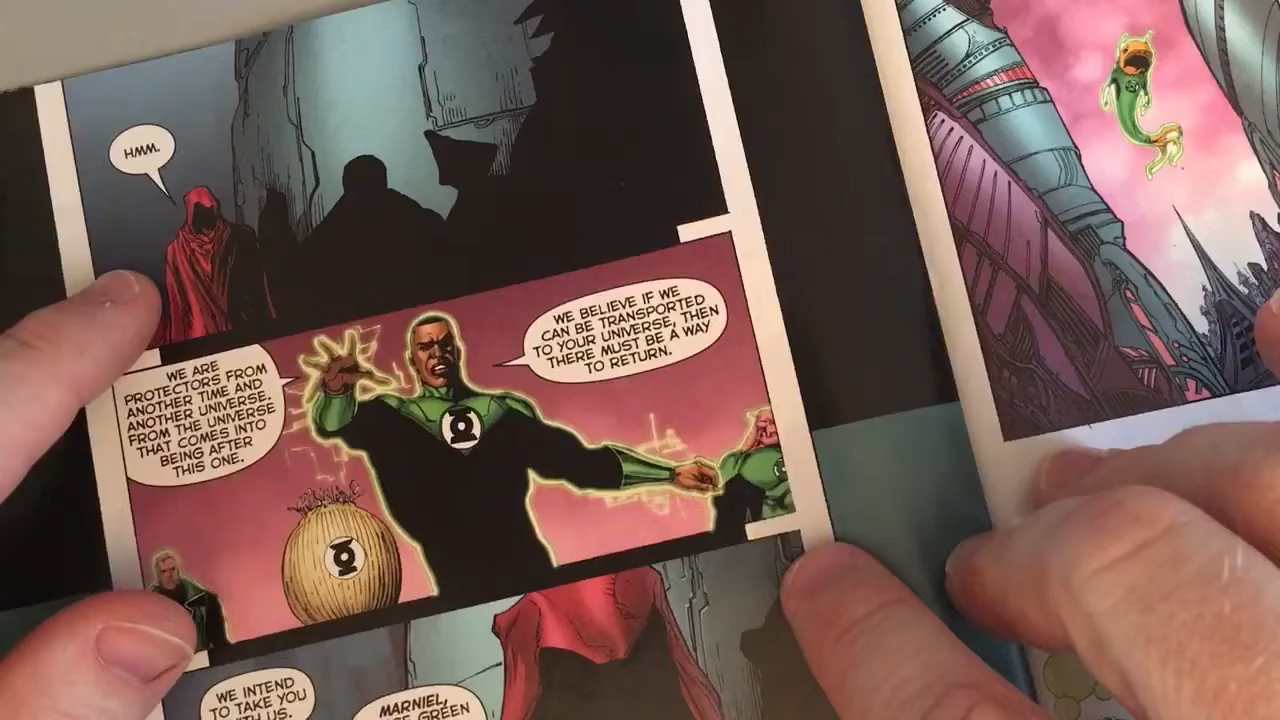 HMM.
WE ARE
PROTECTORS FROM
ANOTHER TIME AND
ANOTHER UNIVERSE.
FROM THE UNIVERSE
THAT COMES INTO
BEING AFTER
THIS ONE.
WE BELIEVE IF WE
CAN BE TRANSPORTED
TO YOUR UNIVERSE, THEN
THERE MUST BE A WAY
TO RETURN.
WE INTEND
TO TAKE YOU
US.
MARNIEL,
GREEN